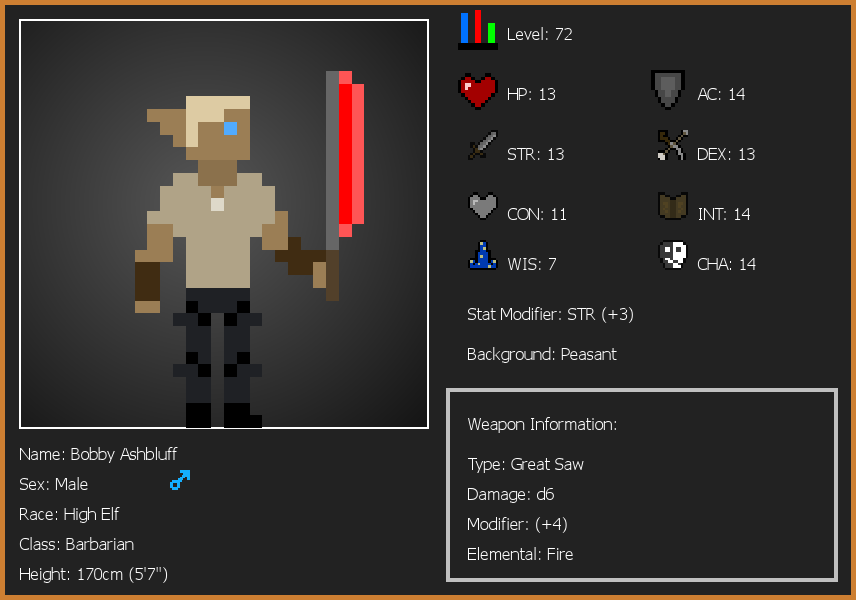 Level: 72
HP: 13
AC: 14
STR: 13
DEX: 13
CON: 11
INT: 14
WIS: 7
CHA: 14
Stat Modifier: STR (+3)
Background: Peasant
Weapon Information:
Type: Great Saw
Damage: d6
Modifier: (+4)
Elemental: Fire
Name: Bobby Ashbluff
Sex: Male
Race: High Elf
Class: Barbarian
Height: 170cm (5'7")